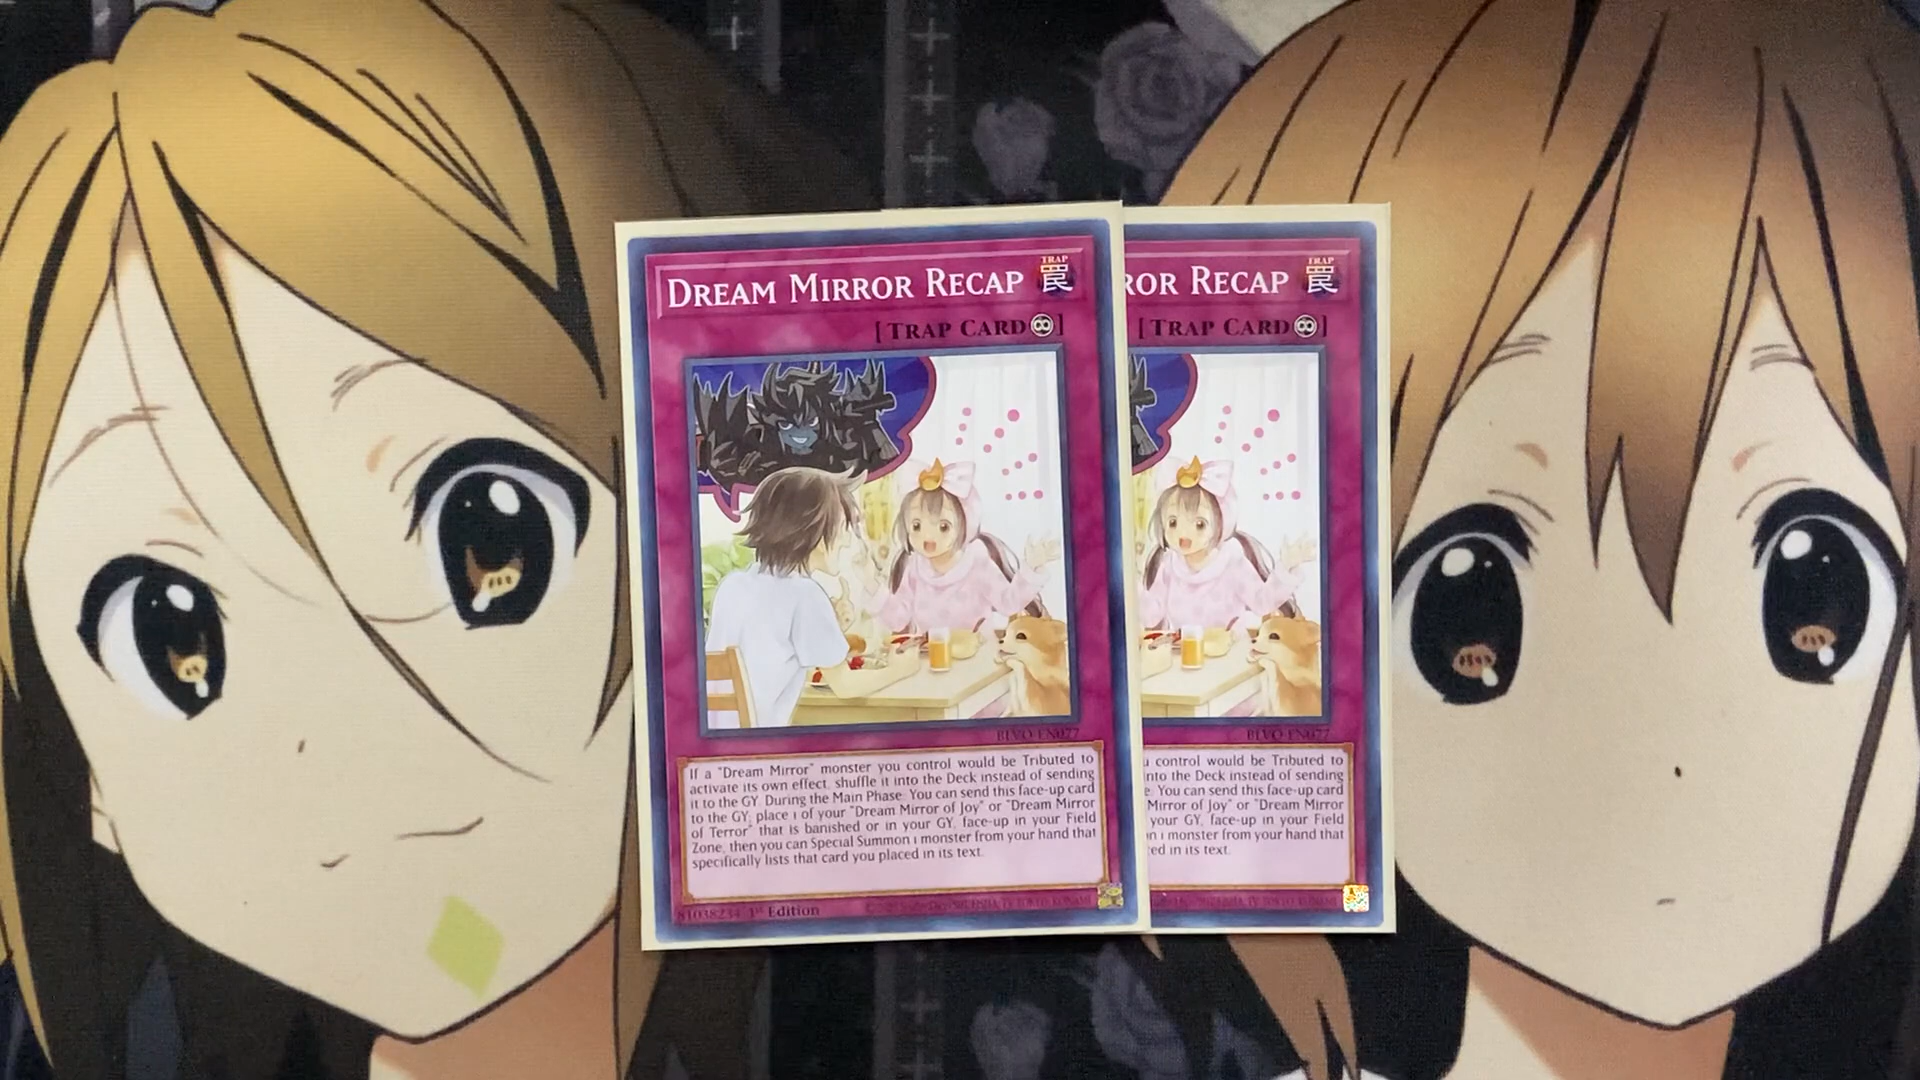 DREAM MIRROR RECAP
TRAP
罠
[TRAP CARD♾]
BLVO-EN077
If a "Dream Mirror" monster you control would be Tributed to
activate its own effect, shuffle it into the Deck instead of sending
it to the GY. During the Main Phase: You can send this face-up card
to the GY; place 1 of your "Dream Mirror of Joy" or "Dream Mirror
of Terror" that is banished or in your GY, face-up in your Field
Zone, then you can Special Summon 1 monster from your hand that
specifically lists that card you placed in its text.
81038234 1st Edition
ROR RECAP
TRAP
罠
[TRAP CARD♾]
BLVO-EN077
control would be Tributed to
nto the Deck instead of sending
You can send this face-up card
Mirror of Joy" or "Dream Mirror
your GY, face-up in your Field
1 monster from your hand that
ed in its text.